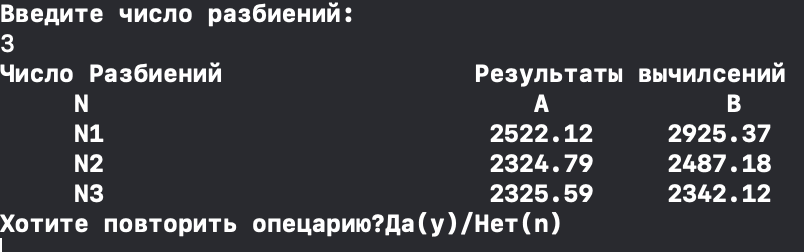 Введите число разбиений:
3
Число Разбиений Результаты вычилсений
N A B
N1 2522.12 2925.37
N2 2324.79 2487.18
N3 2325.59 2342.12
Хотите повторить опецарию?Да(y)/Нет(n)